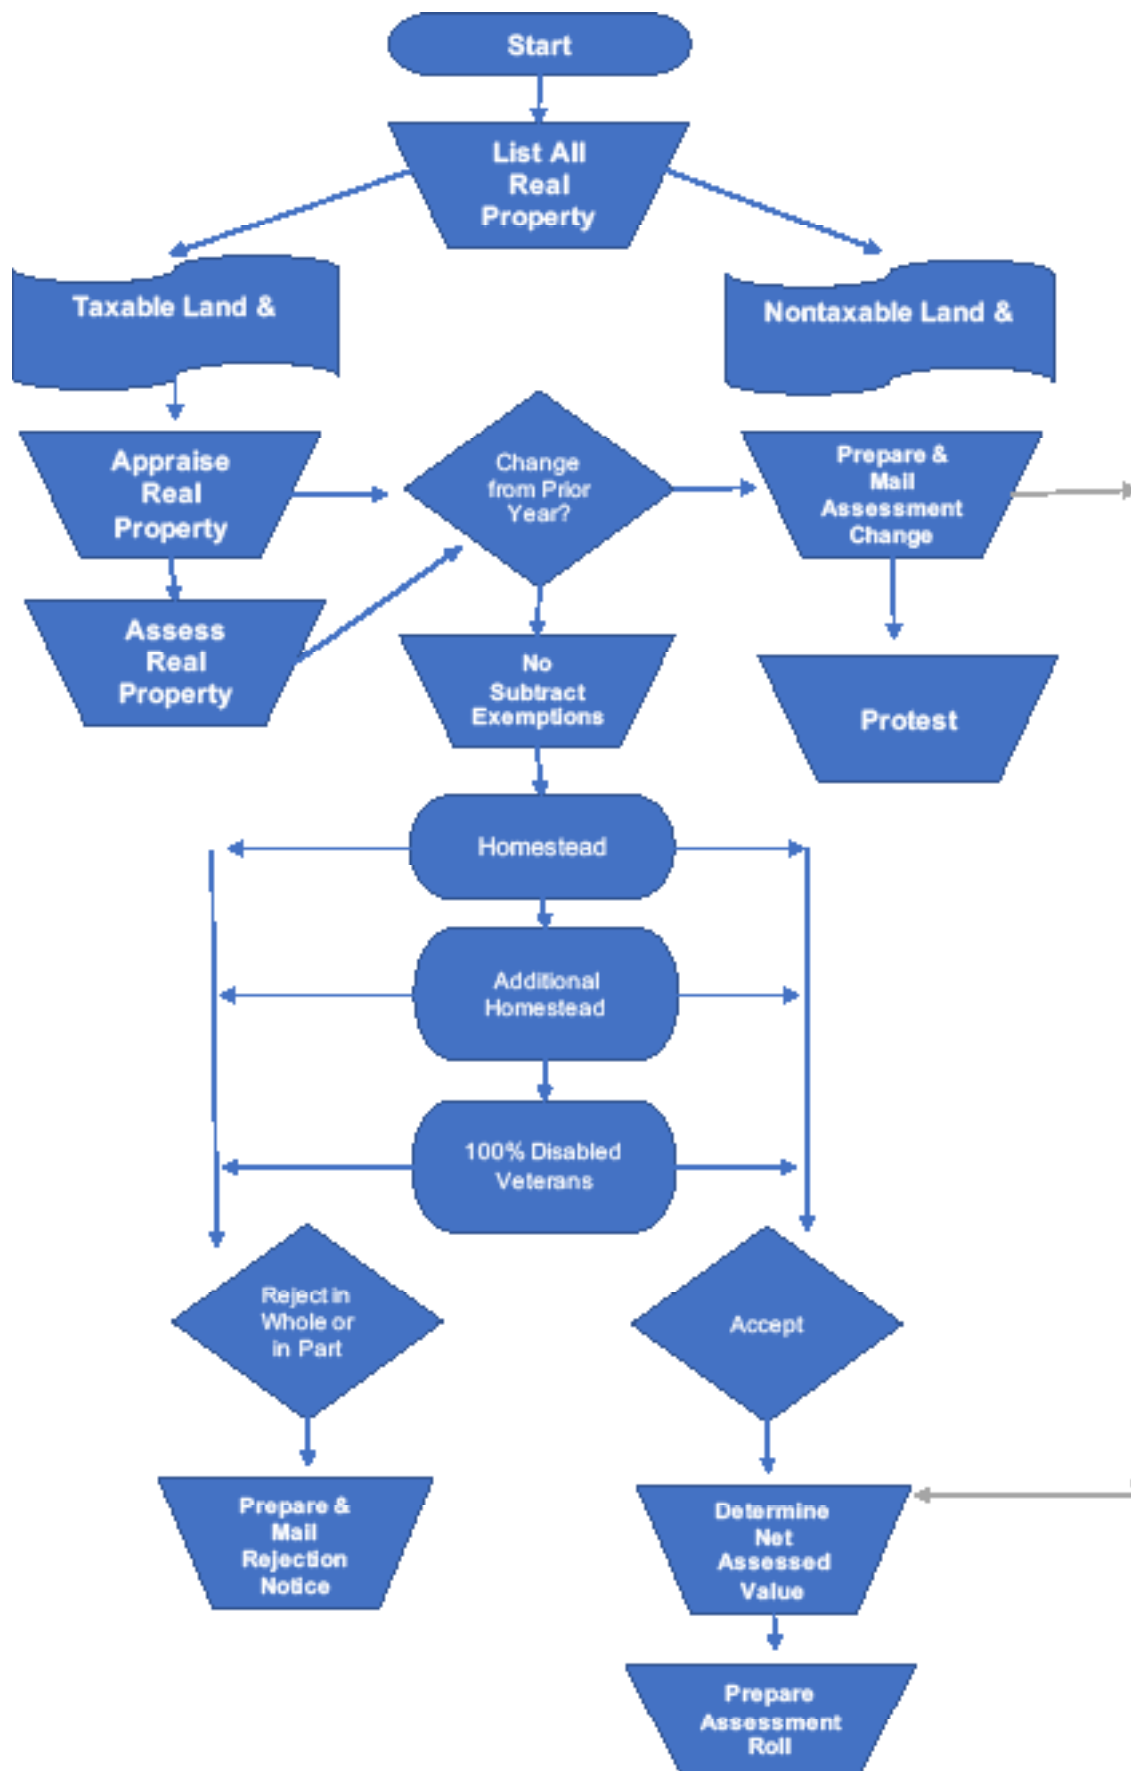 Start
List All
Real
Property
Taxable Land &
Nontaxable Land &
Appraise
Real
Property
Change
from Prior
Year?
Prepare &
Mail
Assessment
Change
Assess
Real
Property
No
Subtract
Exemptions
Protest
Homestead
Additional
Homestead
100% Disabled
Veterans
Reject in
Whole or
in Part
Accept
Prepare &
Mail
Rejection
Notice
Determine
Net
Assessed
Value
Prepare
Assessment
Roll